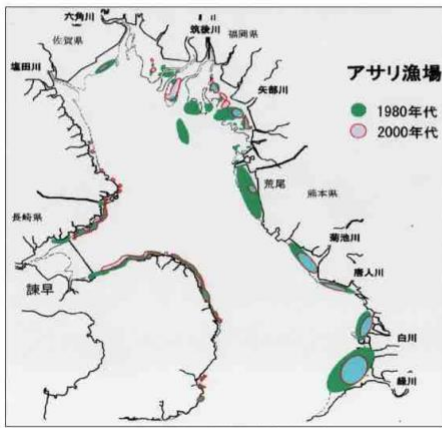 六角川
筑後川
福岡県
佐賀県
塩田川
アサリ漁場
矢部川
1980年代
2000年代
荒尾
熊本県
長崎県
菊池川
諫早
唐人川
白川
緑川